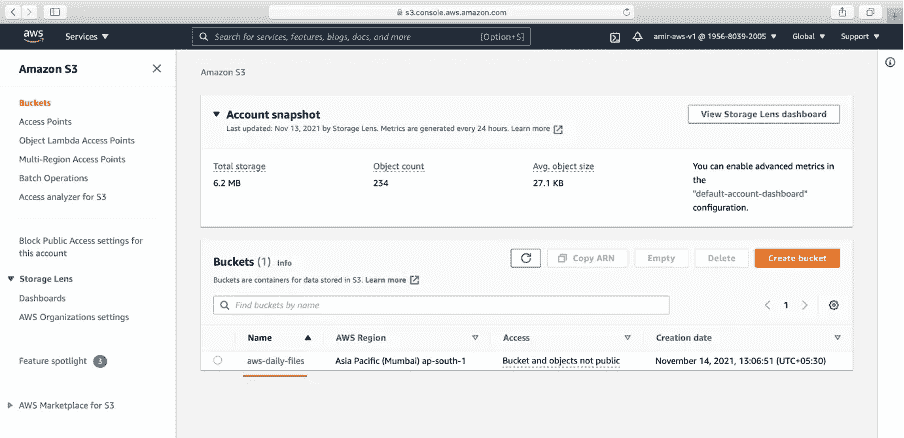 s3.console.aws.amazon.com
aws
Services
Search for services, features, blogs, docs, and more
[Option+S]
amir-aws-v1 @ 1956-8039-2005
Global
Support
Amazon S3
Buckets
Access Points
Object Lambda Access Points
Multi-Region Access Points
Batch Operations
Access analyzer for S3
Block Public Access settings for
this account
Storage Lens
Dashboards
AWS Organizations settings
Feature spotlight 3
AWS Marketplace for S3
Amazon S3
Account snapshot
Last updated: Nov 13, 2021 by Storage Lens. Metrics are generated every 24 hours. Learn more
View Storage Lens dashboard
Total storage
6.2 MB
Object count
234
Avg. object size
27.1 KB
You can enable advanced metrics in
the
"default-account-dashboard"
configuration.
Buckets (1) Info
Buckets are containers for data stored in S3. Learn more
Copy ARN
Empty
Delete
Create bucket
Find buckets by name
1
Name
AWS Region
Access
Creation date
aws-daily-files
Asia Pacific (Mumbai) ap-south-1
Bucket and objects not public
November 14, 2021, 13:06:51 (UTC+05:30)